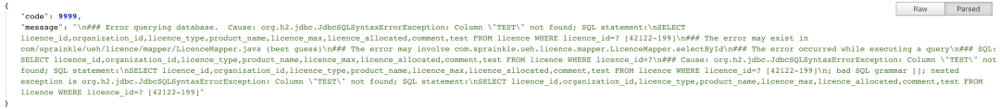 {
Raw Parsed
"code": 9999,
"message": "\n### Error querying database.  Cause: org.h2.jdbc.JdbcSQLSyntaxErrorException: Column \"TEST\" not found; SQL statement:\nSELECT
licence_id,organization_id,licence_type,product_name,licence_max,licence_allocated,comment,test FROM licence WHERE licence_id=? [42122-199]\n### The error may exist in
com/sprinkle/ueh/licence/mapper/LicenceMapper.java (best guess)\n### The error may involve com.sprinkle.ueh.licence.mapper.LicenceMapper.selectById\n### The error occurred while executing a query\n### SQL:
SELECT licence_id,organization_id,licence_type,product_name,licence_max,licence_allocated,comment,test FROM licence WHERE licence_id=?\n### Cause: org.h2.jdbc.JdbcSQLSyntaxErrorException: Column \"TEST\" not
found; SQL statement:\nSELECT licence_id,organization_id,licence_type,product_name,licence_max,licence_allocated,comment,test FROM licence WHERE licence_id=? [42122-199]\n; bad SQL grammar []; nested
exception is org.h2.jdbc.JdbcSQLSyntaxErrorException: Column \"TEST\" not found; SQL statement:\nSELECT licence_id,organization_id,licence_type,product_name,licence_max,licence_allocated,comment,test FROM
licence WHERE licence_id=? [42122-199]"
}